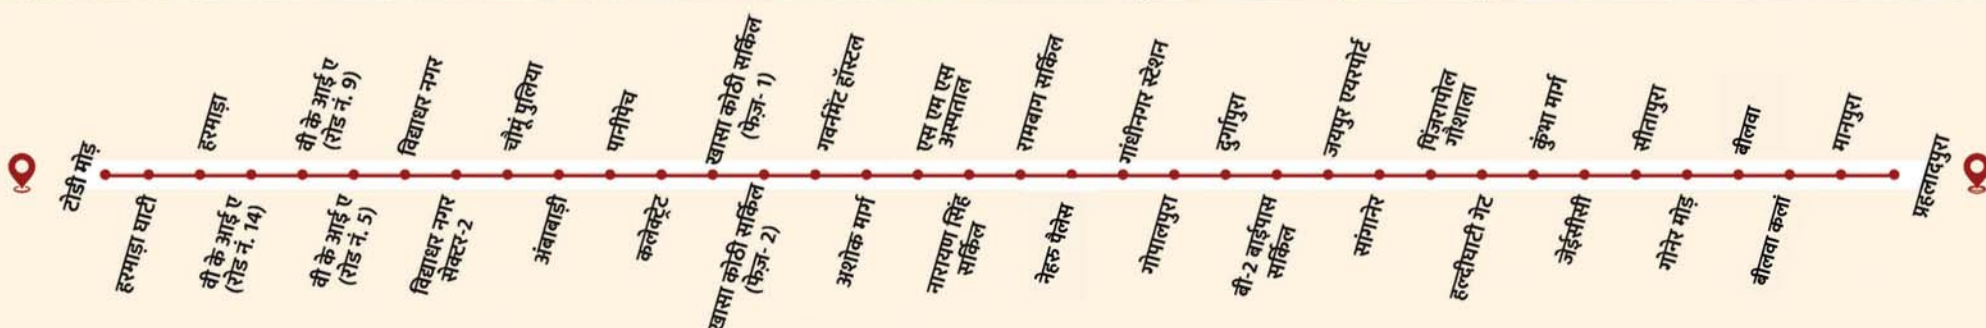 टोडी मोड़
हरमाड़ा घाटी
हरमाड़ा
वी के आई ए
(रोड नं. 14)
वी के आई ए
(रोड नं. 9)
वी के आई ए
(रोड नं. 5)
विद्याधर नगर
विद्याधर नगर
सेक्टर-2
चौमूं पुलिया
अंबाबाड़ी
पानीपेच
कलेक्ट्रेट
खासा कोठी सर्किल
(फेज़- 1)
खासा कोठी सर्किल
(फेज़- 2)
गवर्नमेंट हॉस्टल
अशोक मार्ग
एस एम एस
अस्पताल
नारायण सिंह
सर्किल
रामबाग सर्किल
नेहरु पैलेस
गांधीनगर स्टेशन
गोपालपुरा
दुर्गापुरा
बी-2 बाईपास
सर्किल
जयपुर एयरपोर्ट
सांगानेर
पिंजरापोल
गौशाला
हल्दीघाटी गेट
कुंभा मार्ग
जेईसीसी
सीतापुरा
गोनेर मोड़
बीलवा
बीलवा कलां
मानपुरा
प्रहलादपुरा